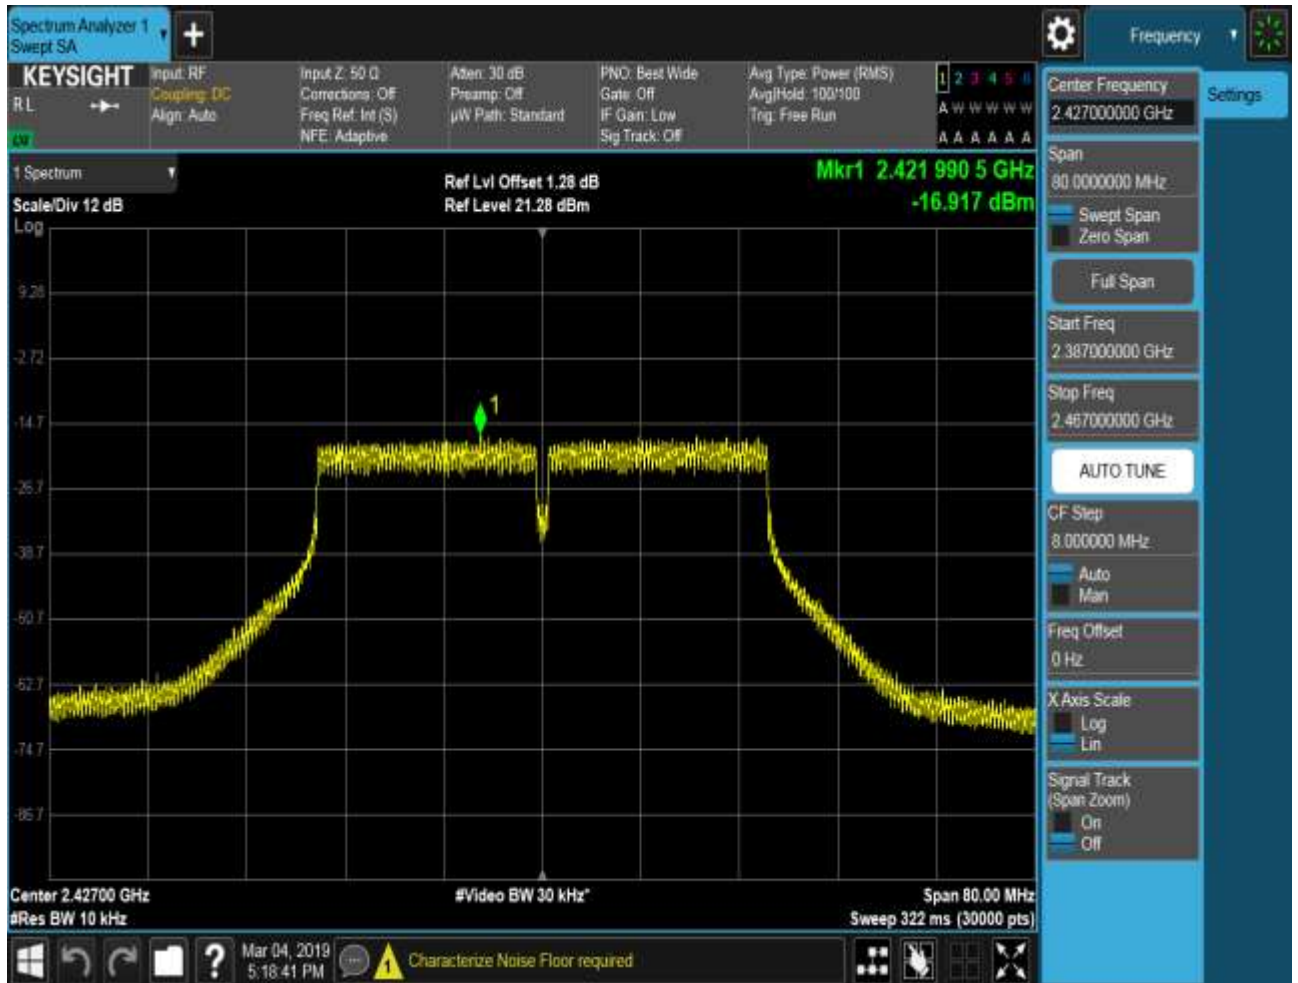 Spectrum Analyzer 1
Swept SA
+
Frequency
KEYSIGHT
RL
Input: RF
Coupling: DC
Align: Auto
Input Z: 50 Ω
Corrections: Off
Freq Ref: Int (S)
NFE: Adaptive
Atten: 30 dB
Preamp: Off
µW Path: Standard
PNO: Best Wide
Gate: Off
IF Gain: Low
Sig Track: Off
Avg Type: Power (RMS)
Avg|Hold: 100/100
Trig: Free Run
1 2 3 4 5 6
A W W W W W
A A A A A A
1 Spectrum
Scale/Div 12 dB
Log
Ref Lvl Offset 1.28 dB
Ref Level 21.28 dBm
Mkr1 2.421 990 5 GHz
-16.917 dBm
9.28
-2.72
-14.7
-26.7
-38.7
-50.7
-62.7
-74.7
-86.7
1
Center 2.42700 GHz
#Res BW 10 kHz
#Video BW 30 kHz*
Span 80.00 MHz
Sweep 322 ms (30000 pts)
Center Frequency
2.427000000 GHz
Settings
Span
80.0000000 MHz
Swept Span
Zero Span
Full Span
Start Freq
2.387000000 GHz
Stop Freq
2.467000000 GHz
AUTO TUNE
CF Step
8.000000 MHz
Auto
Man
Freq Offset
0 Hz
X Axis Scale
Log
Lin
Signal Track
(Span Zoom)
On
Off
?
Mar 04, 2019
5:18:41 PM
1
Characterize Noise Floor required